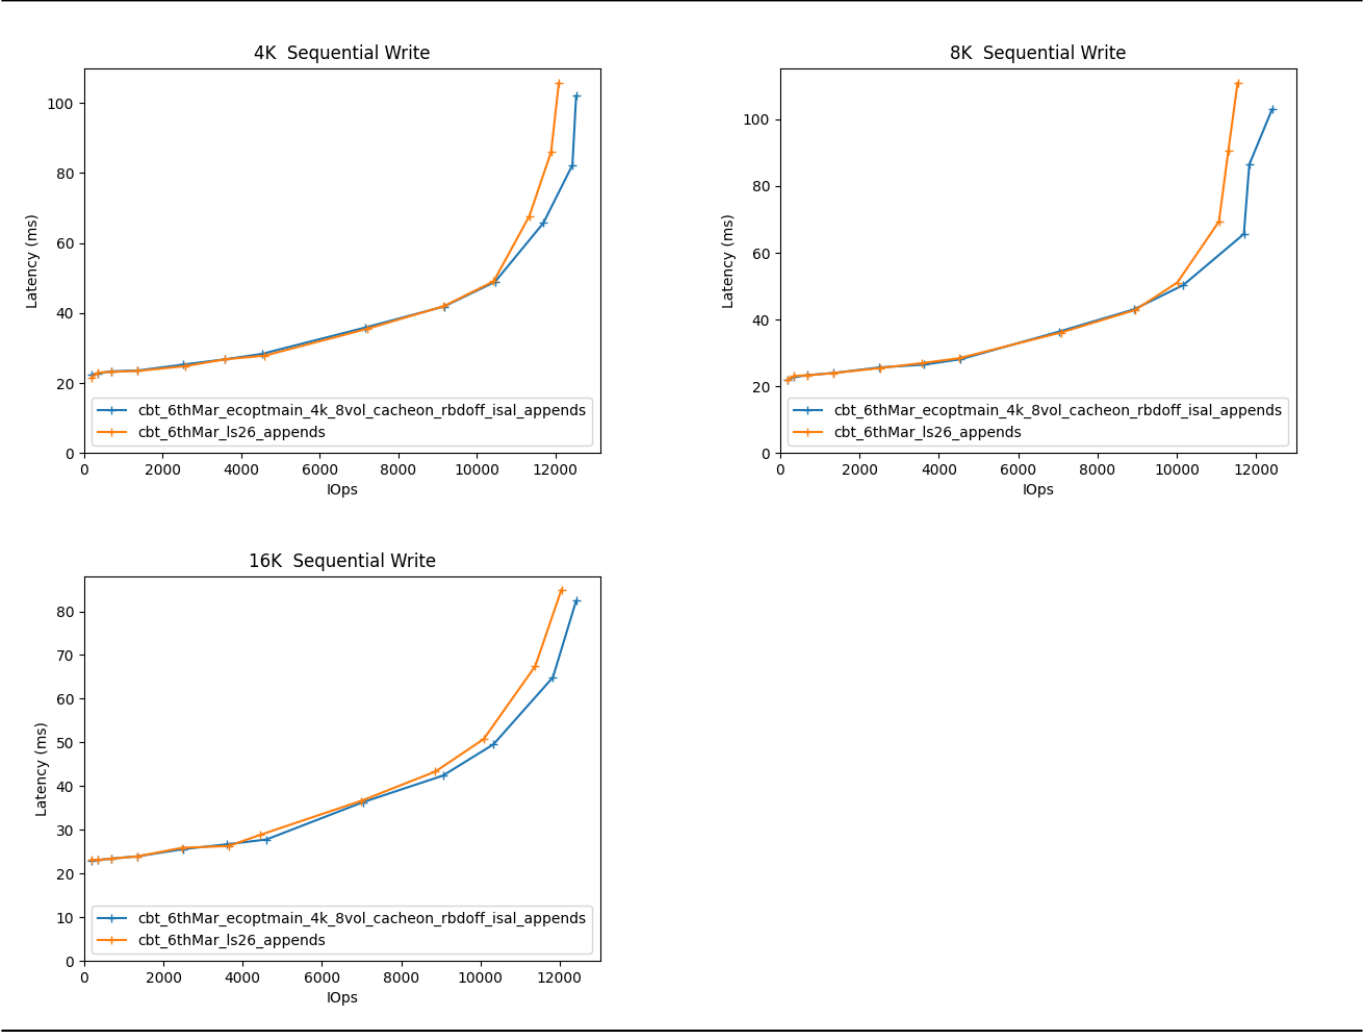 4K  Sequential Write
100
80
60
40
20
0
Latency (ms)
cbt_6thMar_ecoptmain_4k_8vol_cacheon_rbdoff_isal_appends
cbt_6thMar_ls26_appends
0 2000 4000 6000 8000 10000 12000
IOps
8K  Sequential Write
100
80
60
40
20
0
Latency (ms)
cbt_6thMar_ecoptmain_4k_8vol_cacheon_rbdoff_isal_appends
cbt_6thMar_ls26_appends
0 2000 4000 6000 8000 10000 12000
IOps
16K  Sequential Write
80
70
60
50
40
30
20
10
0
Latency (ms)
cbt_6thMar_ecoptmain_4k_8vol_cacheon_rbdoff_isal_appends
cbt_6thMar_ls26_appends
0 2000 4000 6000 8000 10000 12000
IOps